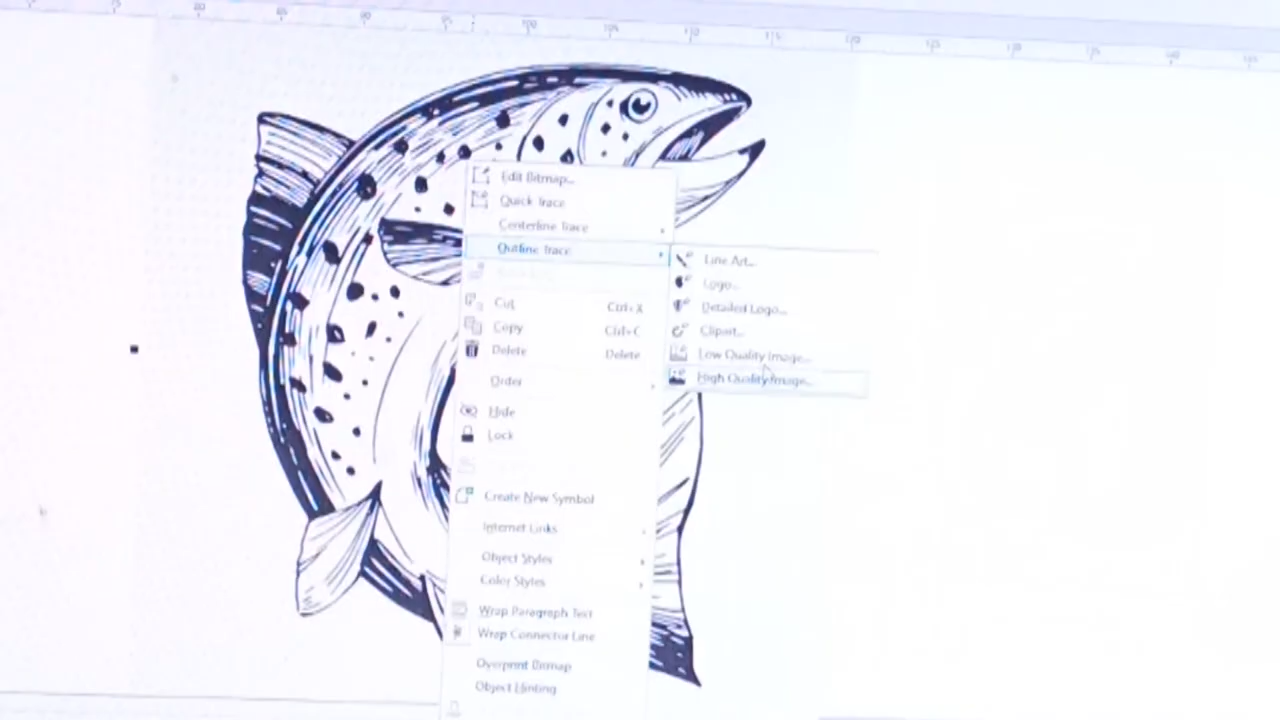 Edit Bitmap...
Quick Trace
Centerline Trace
Outline Trace
Line Art...
Logo...
Detailed Logo...
Clipart...
Low Quality Image...
High Quality Image...
Cut Ctrl+X
Copy Ctrl+C
Delete Delete
Order
Hide
Lock
Create New Symbol
Internet Links
Object Styles
Color Styles
Wrap Paragraph Text
Wrap Connector Line
Overprint Bitmap
Object Hinting